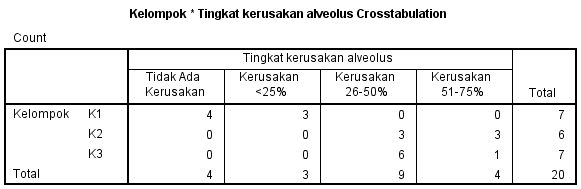 Kelompok * Tingkat kerusakan alveolus Crosstabulation
Count
Tingkat kerusakan alveolus
Tidak Ada Kerusakan Kerusakan Kerusakan
Kerusakan <25% 26-50% 51-75% Total
Kelompok K1 4 3 0 0 7
K2 0 0 3 3 6
K3 0 0 6 1 7
Total 4 3 9 4 20